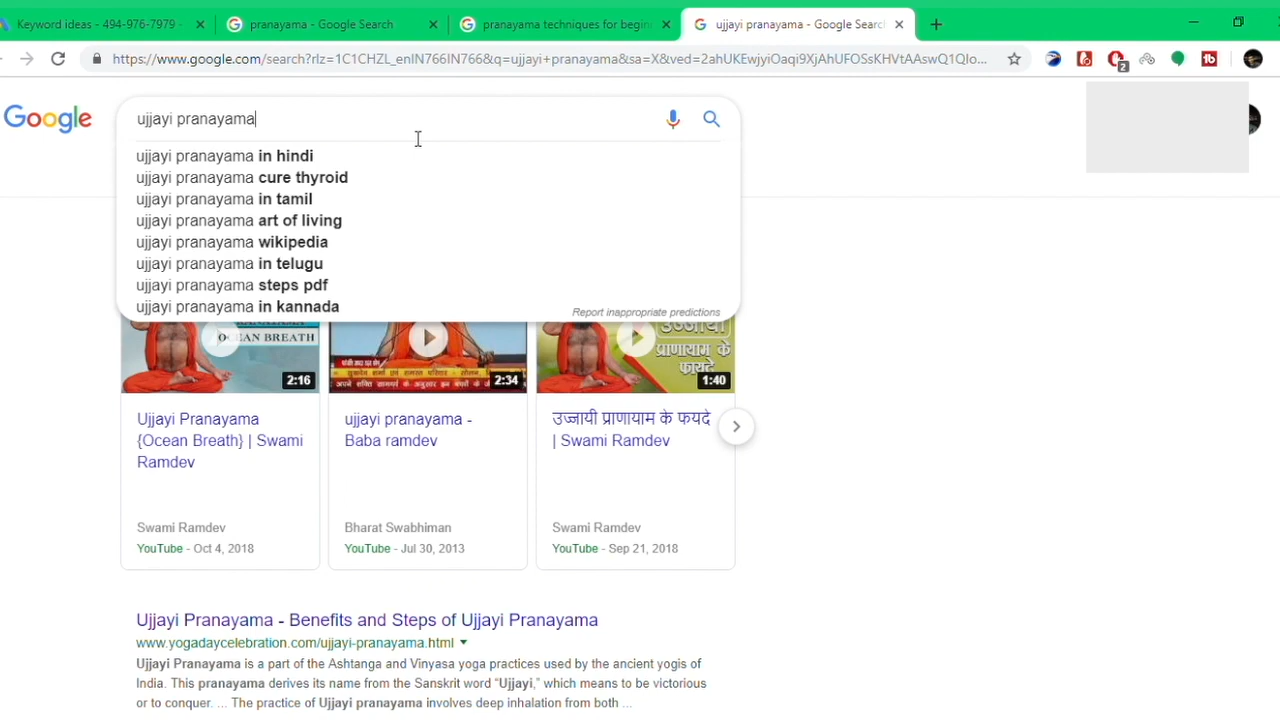 Keyword ideas - 494-976-7979 -
pranayama - Google Search
pranayama techniques for begin
ujjayi pranayama - Google Searc
https://www.google.com/search?rlz=1C1CHZL_enIN766IN766&q=ujjayi+pranayama&sa=X&ved=2ahUKEwjyiOaqi9XjAhUFOSsKHVtAAswQ1QIo...
2
Google
ujjayi pranayama
ujjayi pranayama in hindi
ujjayi pranayama cure thyroid
ujjayi pranayama in tamil
ujjayi pranayama art of living
ujjayi pranayama wikipedia
ujjayi pranayama in telugu
ujjayi pranayama steps pdf
ujjayi pranayama in kannada
Report inappropriate predictions
OCEAN BREATH
2:16
2:34
प्राणायाम के
फायदे
1:40
Ujjayi Pranayama
{Ocean Breath} | Swami
Ramdev
Swami Ramdev
YouTube - Oct 4, 2018
ujjayi pranayama -
Baba ramdev
Bharat Swabhiman
YouTube - Jul 30, 2013
उज्जायी प्राणायाम के फयदे
| Swami Ramdev
Swami Ramdev
YouTube - Sep 21, 2018
Ujjayi Pranayama - Benefits and Steps of Ujjayi Pranayama
www.yogadaycelebration.com/ujjayi-pranayama.html
Ujjayi Pranayama is a part of the Ashtanga and Vinyasa yoga practices used by the ancient yogis of
India. This pranayama derives its name from the Sanskrit word “Ujjayi,” which means to be victorious
or to conquer. ... The practice of Ujjayi pranayama involves deep inhalation from both ...